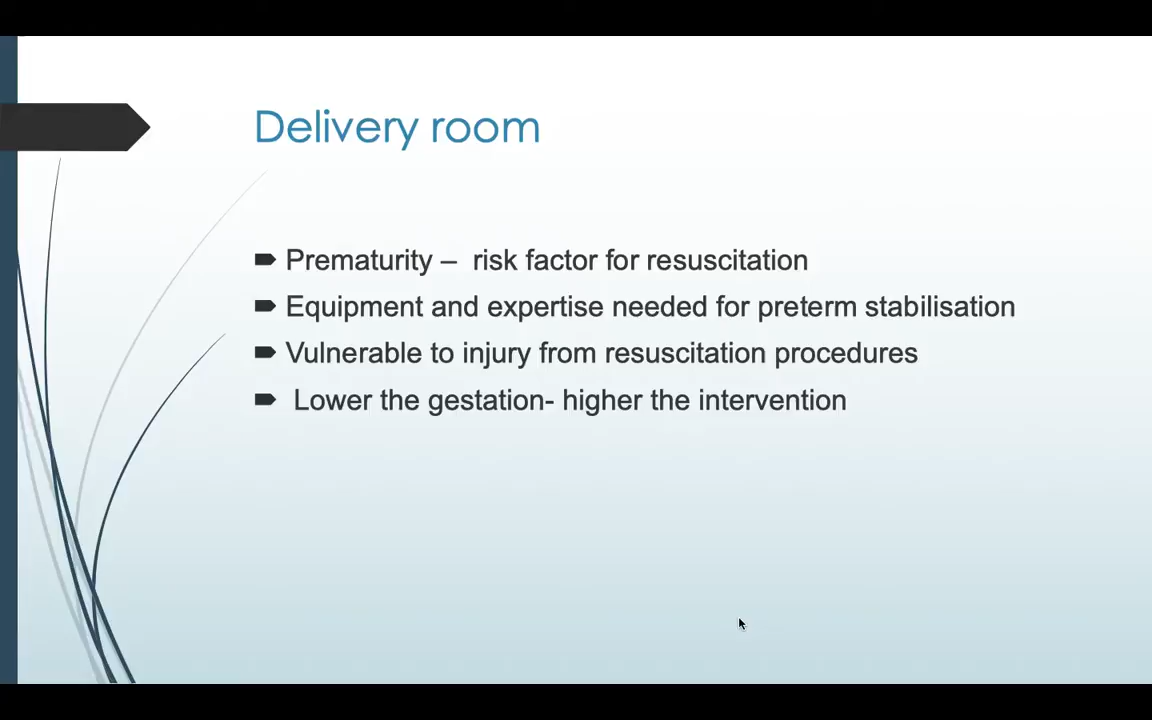 Delivery room
Prematurity –  risk factor for resuscitation
Equipment and expertise needed for preterm stabilisation
Vulnerable to injury from resuscitation procedures
Lower the gestation- higher the intervention